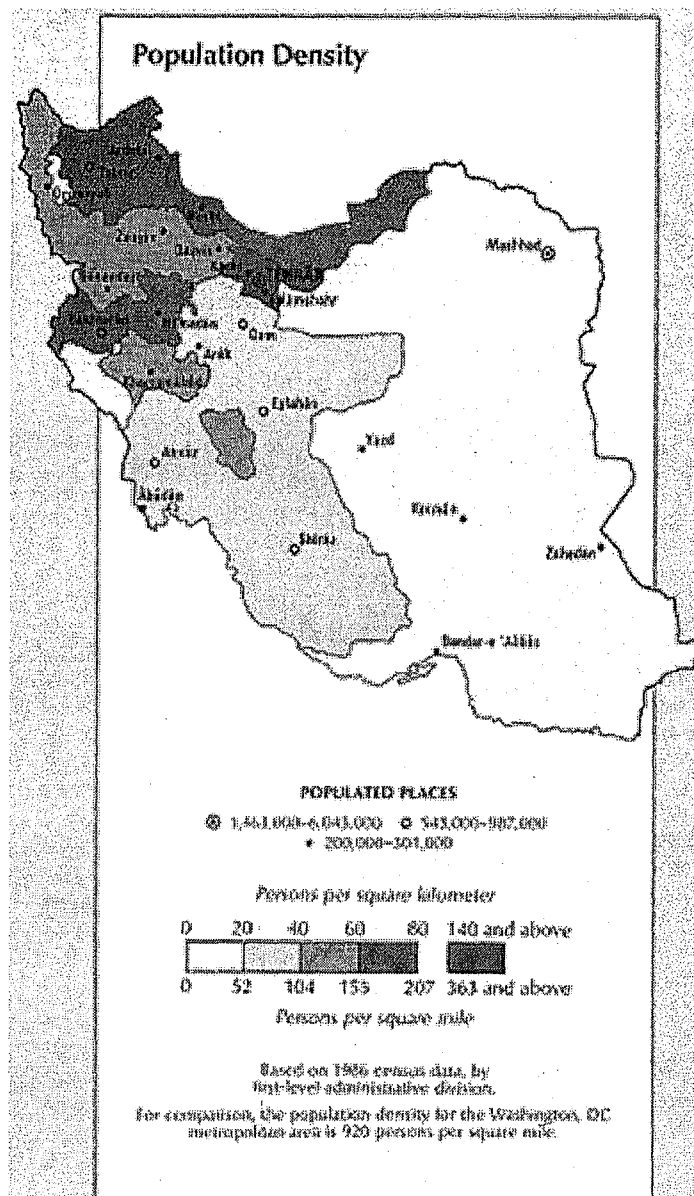 Population Density
Orumiyeh
Zanjan
Mashhad
TEHRAN
Qom
Arak
Esfahan
Yazd
Ahvaz
Abadan
Kerman
Shiraz
Zahedan
Bandar-e 'Abbas
POPULATED PLACES
1,463,000-6,043,000 543,000-987,000
200,000-301,000
Persons per square kilometer
0 20 40 60 80 140 and above
0 52 104 155 207 363 and above
Persons per square mile
Based on 1986 census data, by
first-level administrative division.
For comparison, the population density for the Washington, DC
metropolitan area is 920 persons per square mile.